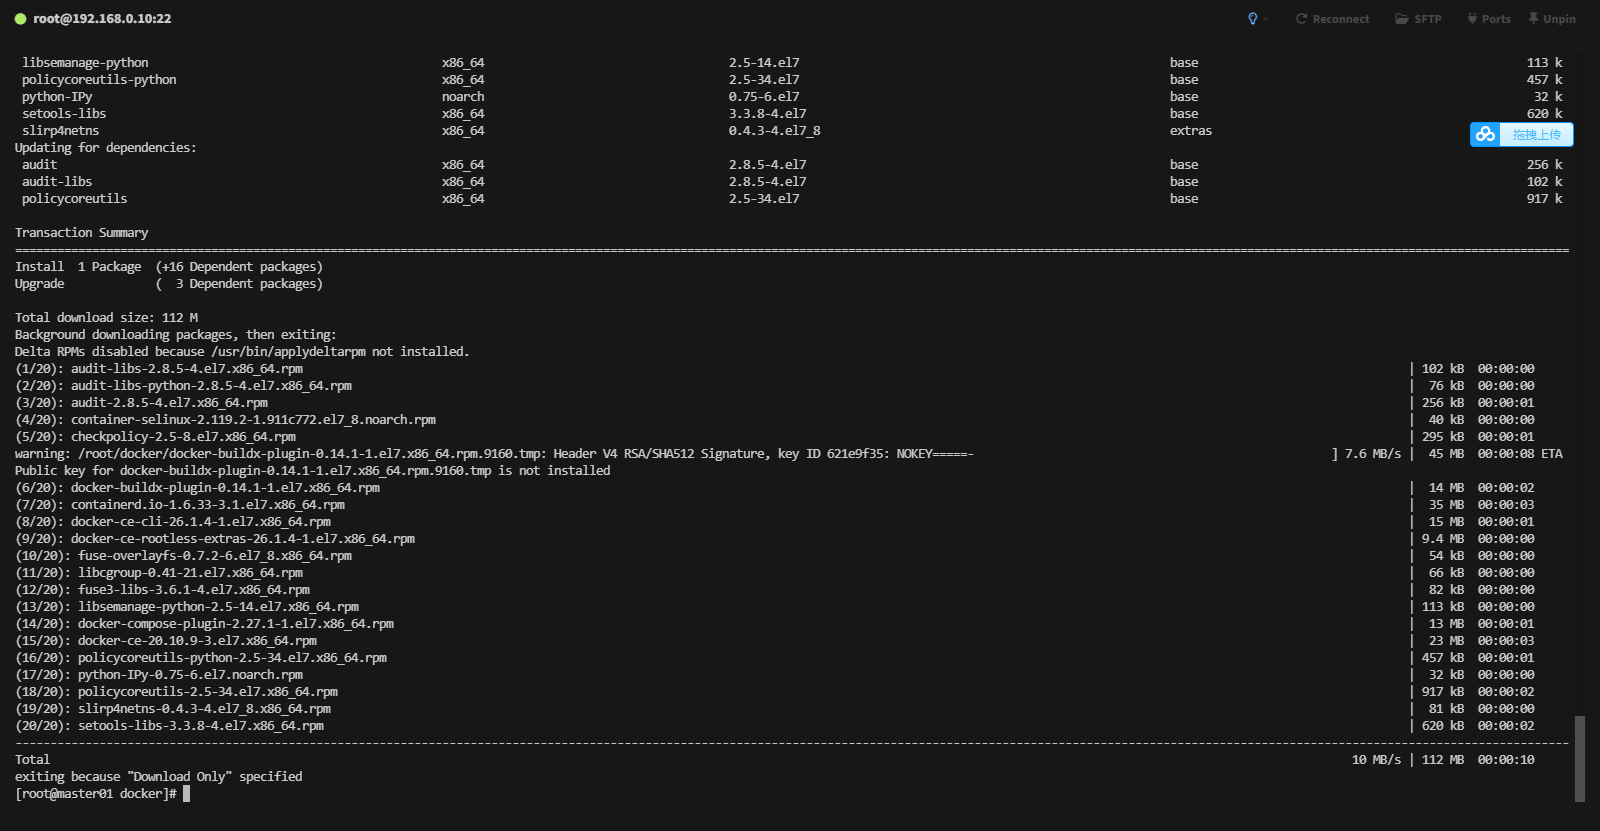 root@192.168.0.10:22 Reconnect SFTP Ports Unpin
libsemanage-python x86_64 2.5-14.el7 base 113 k
policycoreutils-python x86_64 2.5-34.el7 base 457 k
python-IPy noarch 0.75-6.el7 base 32 k
setools-libs x86_64 3.3.8-4.el7 base 620 k
slirp4netns x86_64 0.4.3-4.el7_8 extras
拖拽上传
Updating for dependencies:
audit x86_64 2.8.5-4.el7 base 256 k
audit-libs x86_64 2.8.5-4.el7 base 102 k
policycoreutils x86_64 2.5-34.el7 base 917 k
Transaction Summary
Install 1 Package (+16 Dependent packages)
Upgrade ( 3 Dependent packages)
Total download size: 112 M
Background downloading packages, then exiting:
Delta RPMs disabled because /usr/bin/applydeltarpm not installed.
(1/20): audit-libs-2.8.5-4.el7.x86_64.rpm | 102 kB 00:00:00
(2/20): audit-libs-python-2.8.5-4.el7.x86_64.rpm | 76 kB 00:00:00
(3/20): audit-2.8.5-4.el7.x86_64.rpm | 256 kB 00:00:01
(4/20): container-selinux-2.119.2-1.911c772.el7_8.noarch.rpm | 40 kB 00:00:00
(5/20): checkpolicy-2.5-8.el7.x86_64.rpm | 295 kB 00:00:01
warning: /root/docker/docker-buildx-plugin-0.14.1-1.el7.x86_64.rpm.9160.tmp: Header V4 RSA/SHA512 Signature, key ID 621e9f35: NOKEY=====- ] 7.6 MB/s | 45 MB 00:00:08 ETA
Public key for docker-buildx-plugin-0.14.1-1.el7.x86_64.rpm.9160.tmp is not installed
(6/20): docker-buildx-plugin-0.14.1-1.el7.x86_64.rpm | 14 MB 00:00:02
(7/20): containerd.io-1.6.33-3.1.el7.x86_64.rpm | 35 MB 00:00:03
(8/20): docker-ce-cli-26.1.4-1.el7.x86_64.rpm | 15 MB 00:00:01
(9/20): docker-ce-rootless-extras-26.1.4-1.el7.x86_64.rpm | 9.4 MB 00:00:00
(10/20): fuse-overlayfs-0.7.2-6.el7_8.x86_64.rpm | 54 kB 00:00:00
(11/20): libcgroup-0.41-21.el7.x86_64.rpm | 66 kB 00:00:00
(12/20): fuse3-libs-3.6.1-4.el7.x86_64.rpm | 82 kB 00:00:00
(13/20): libsemanage-python-2.5-14.el7.x86_64.rpm | 113 kB 00:00:00
(14/20): docker-compose-plugin-2.27.1-1.el7.x86_64.rpm | 13 MB 00:00:01
(15/20): docker-ce-20.10.9-3.el7.x86_64.rpm | 23 MB 00:00:03
(16/20): policycoreutils-python-2.5-34.el7.x86_64.rpm | 457 kB 00:00:01
(17/20): python-IPy-0.75-6.el7.noarch.rpm | 32 kB 00:00:00
(18/20): policycoreutils-2.5-34.el7.x86_64.rpm | 917 kB 00:00:02
(19/20): slirp4netns-0.4.3-4.el7_8.x86_64.rpm | 81 kB 00:00:00
(20/20): setools-libs-3.3.8-4.el7.x86_64.rpm | 620 kB 00:00:02
Total 10 MB/s | 112 MB 00:00:10
exiting because "Download Only" specified
[root@master01 docker]#